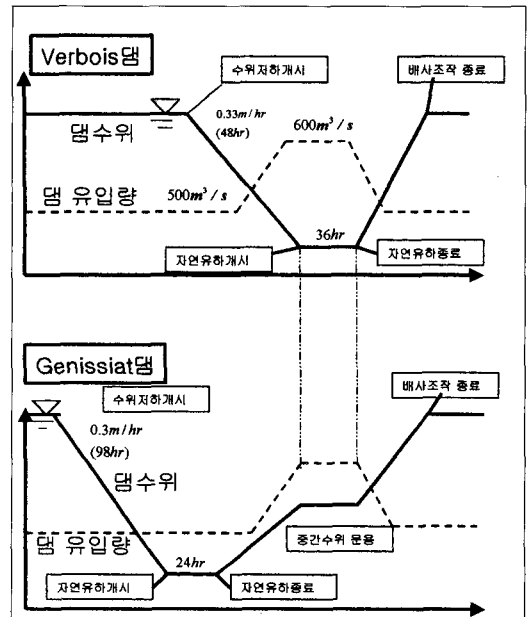 Verbois댐
수위저하개시
배사조작 종료
0.33m/hr
(48hr)
600m³/s
댐수위
댐 유입량
500m³/s
36hr
자연유하개시
자연유하종료
Genissiat댐
수위저하개시
배사조작 종료
0.3m/hr
(98hr)
댐수위
댐 유입량
중간수위 운용
24hr
자연유하개시
자연유하종료